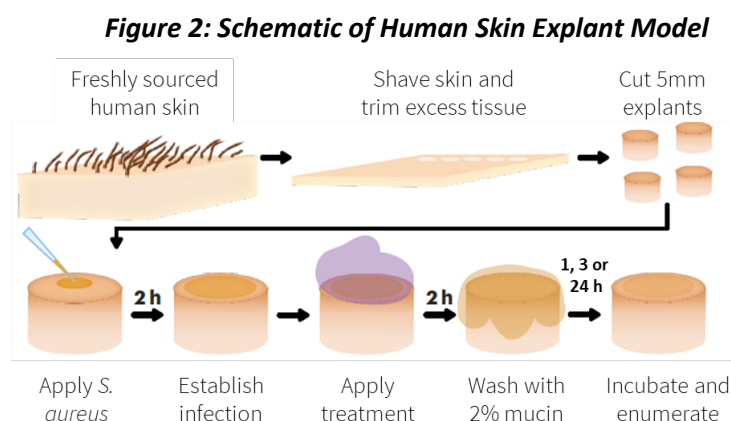 Figure 2: Schematic of Human Skin Explant Model
Freshly sourced
human skin
Shave skin and
trim excess tissue
Cut 5mm
explants
2 h
2 h
1, 3 or
24 h
Apply S.
aureus
Establish
infection
Apply
treatment
Wash with
2% mucin
Incubate and
enumerate